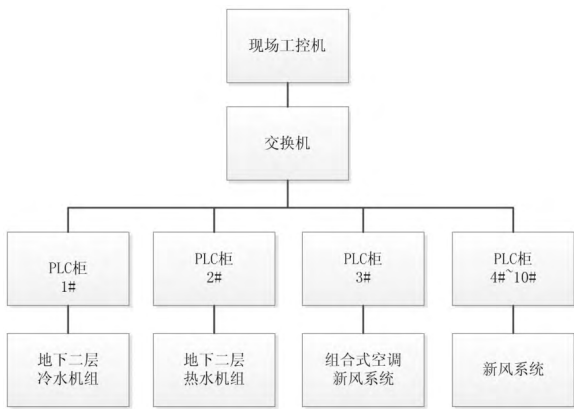 现场工控机
交换机
PLC柜
1#
PLC柜
2#
PLC柜
3#
PLC柜
4#~10#
地下二层
冷水机组
地下二层
热水机组
组合式空调
新风系统
新风系统